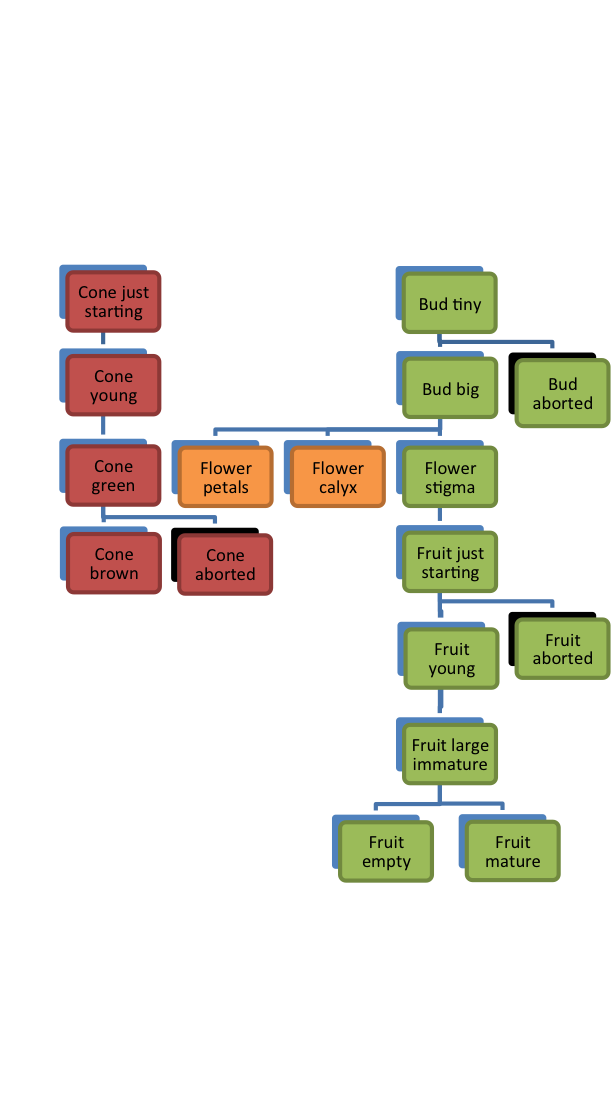 Cone just
starting
Bud tiny
Cone
young
Bud big
Bud
aborted
Cone
green
Flower
petals
Flower
calyx
Flower
stigma
Cone
brown
Cone
aborted
Fruit just
starting
Fruit
young
Fruit
aborted
Fruit large
immature
Fruit
empty
Fruit
mature